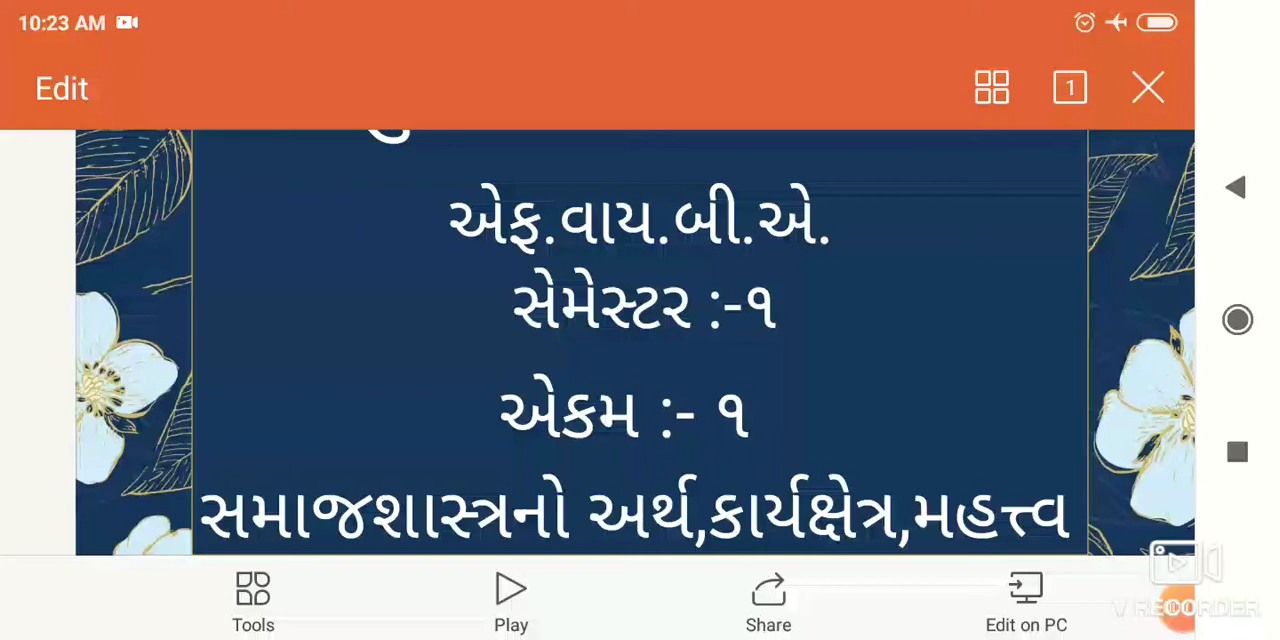 10:23 AM
Edit
1
એફ.વાય.બી.એ.
સેમેસ્ટર :-૧
એકમ :- ૧
સમાજશાસ્ત્રનો અર્થ,કાર્યક્ષેત્ર,મહત્ત્વ
Tools Play Share Edit on PC
V RECORDER